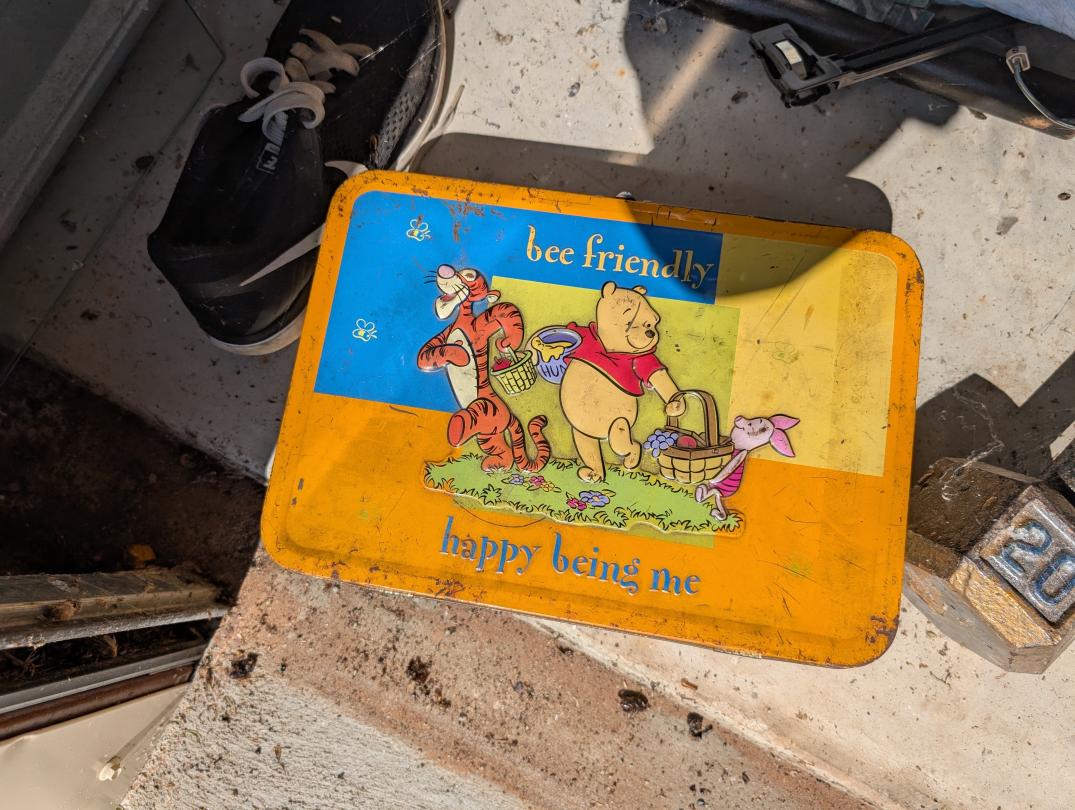 bee friendly
HUN
happy being me
20